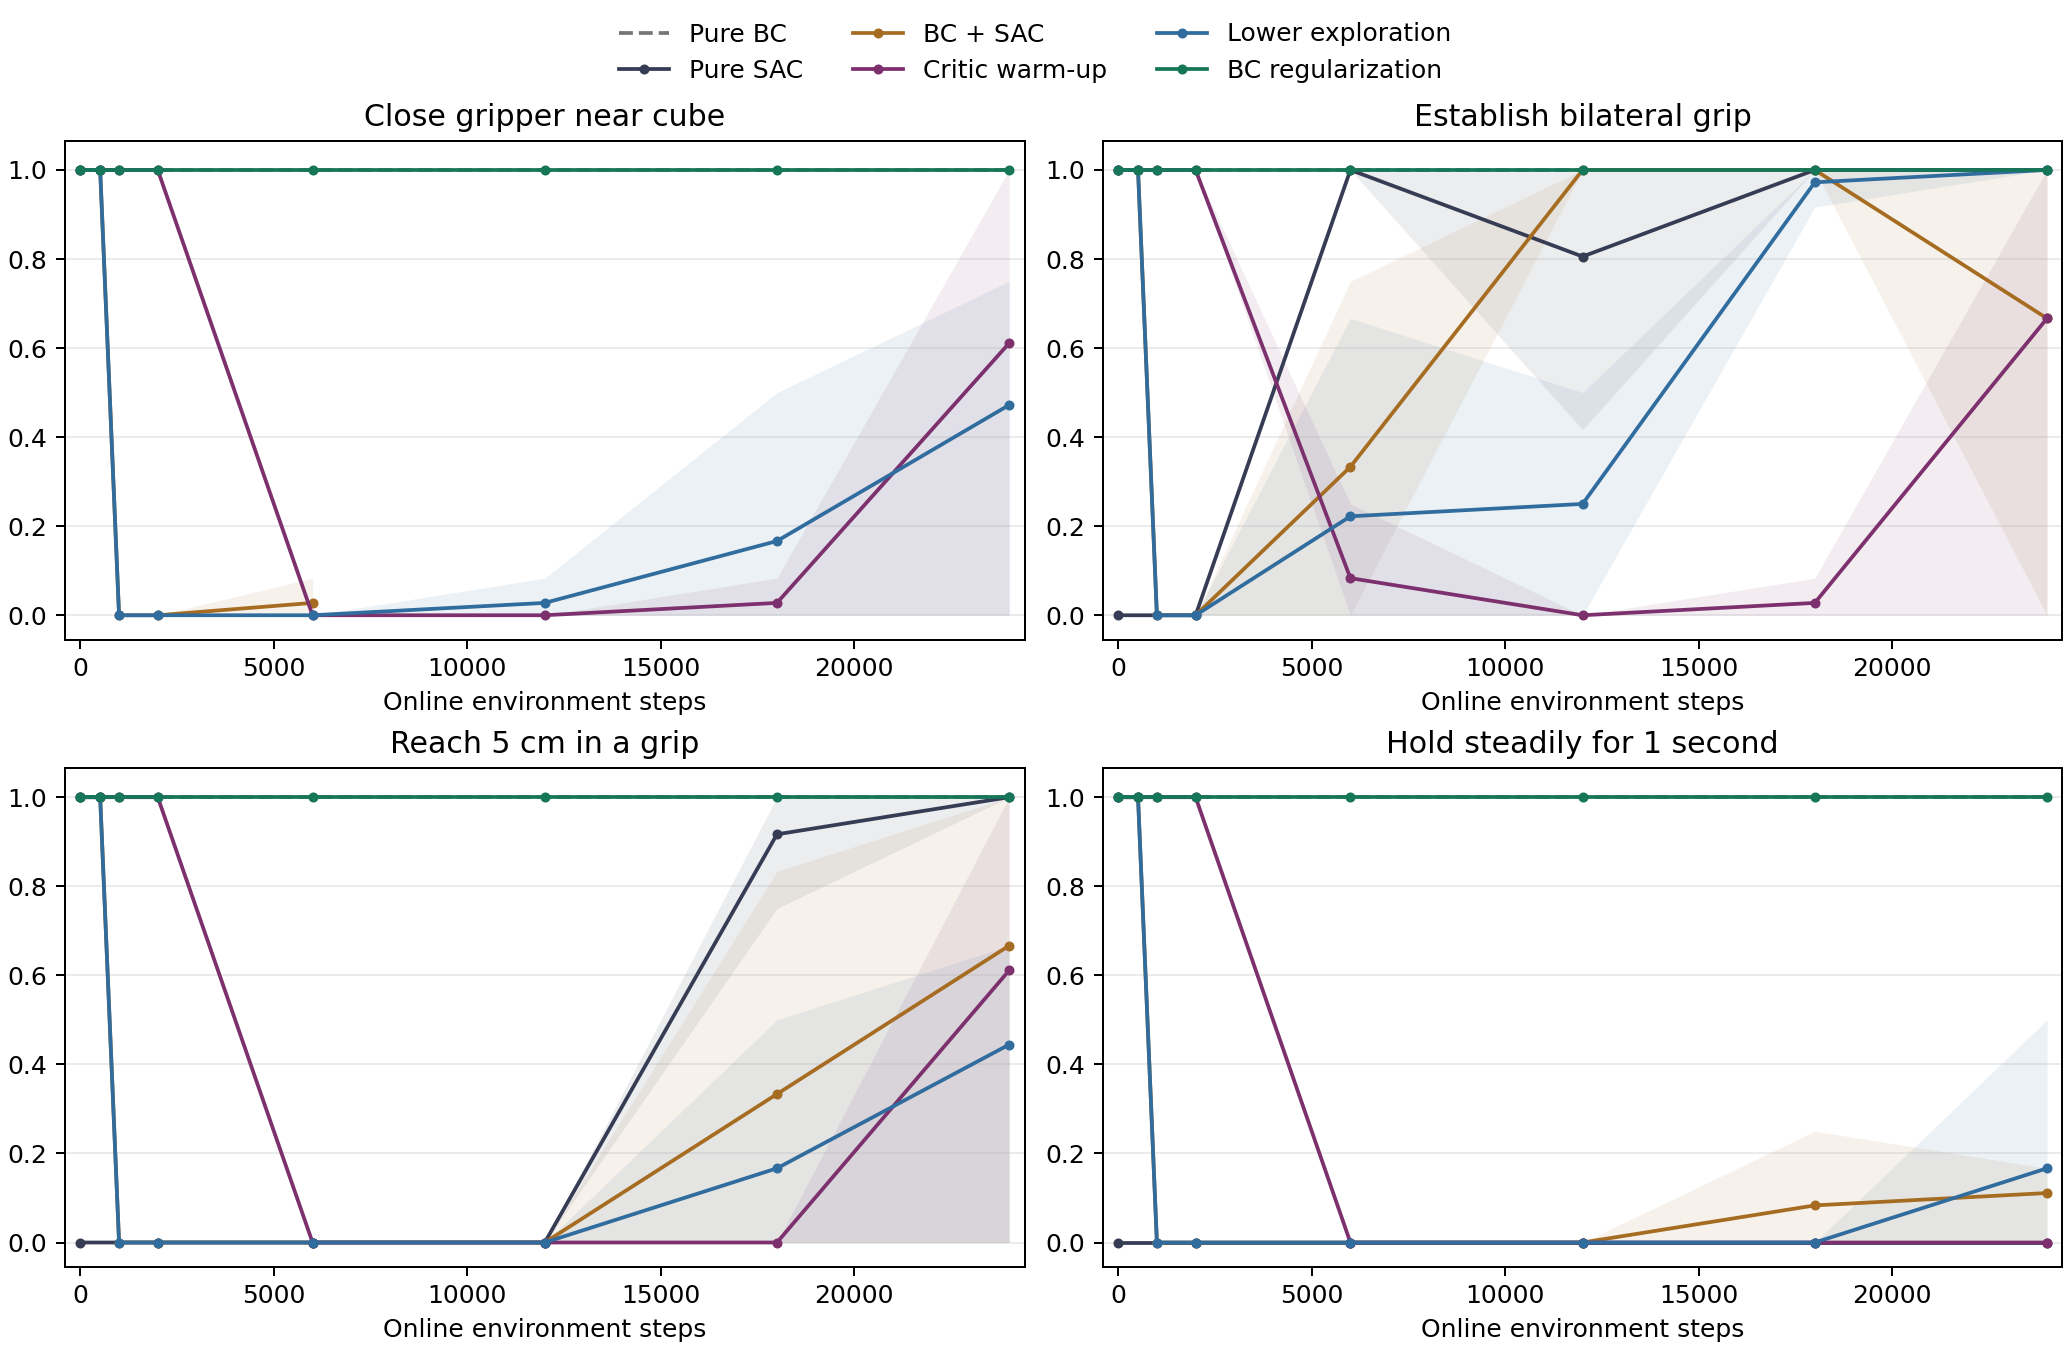 Pure BC
BC + SAC
Lower exploration
Pure SAC
Critic warm-up
BC regularization
Close gripper near cube
1.0
0.8
0.6
0.4
0.2
0.0
0 5000 10000 15000 20000
Online environment steps
Establish bilateral grip
1.0
0.8
0.6
0.4
0.2
0.0
0 5000 10000 15000 20000
Online environment steps
Reach 5 cm in a grip
1.0
0.8
0.6
0.4
0.2
0.0
0 5000 10000 15000 20000
Online environment steps
Hold steadily for 1 second
1.0
0.8
0.6
0.4
0.2
0.0
0 5000 10000 15000 20000
Online environment steps